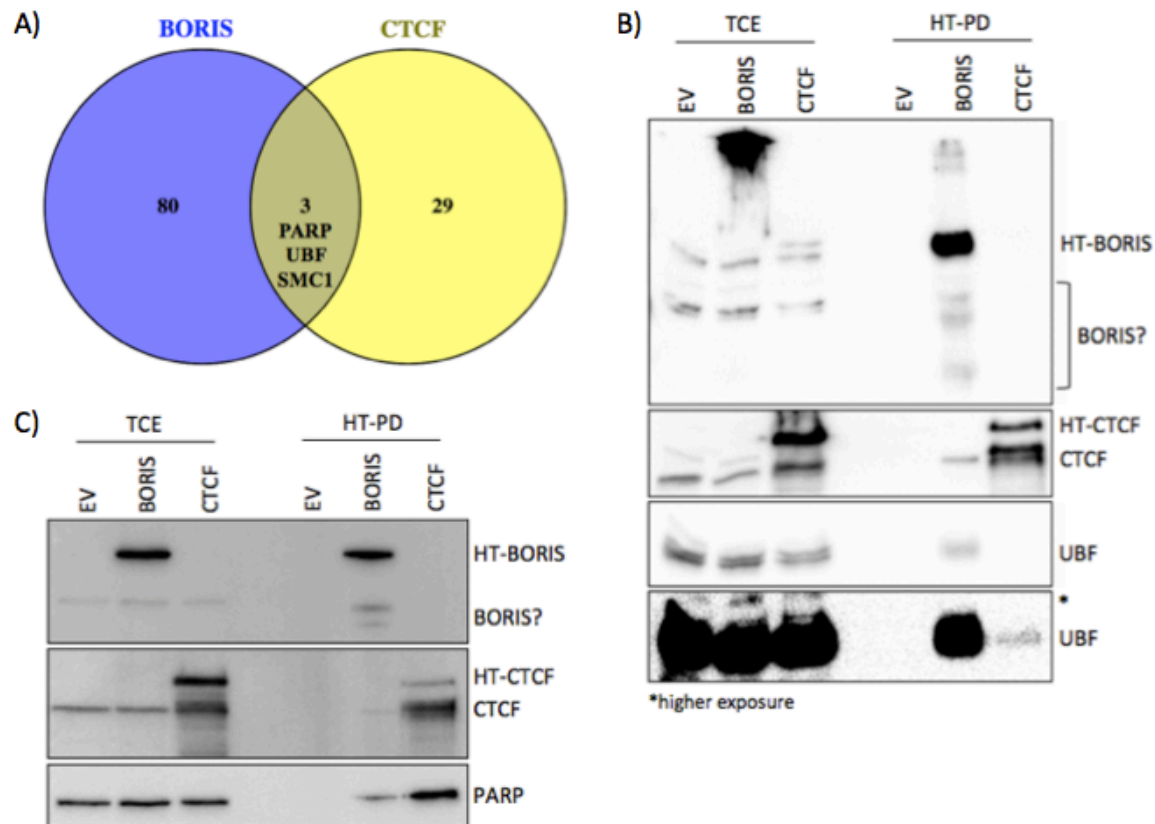 A)
BORIS
CTCF
80
3
29
PARP
UBF
SMC1
B)
TCE
HT-PD
EV
BORIS
CTCF
EV
BORIS
CTCF
HT-BORIS
BORIS?
HT-CTCF
CTCF
UBF
*
UBF
*higher exposure
C)
TCE
HT-PD
EV
BORIS
CTCF
EV
BORIS
CTCF
HT-BORIS
BORIS?
HT-CTCF
CTCF
PARP